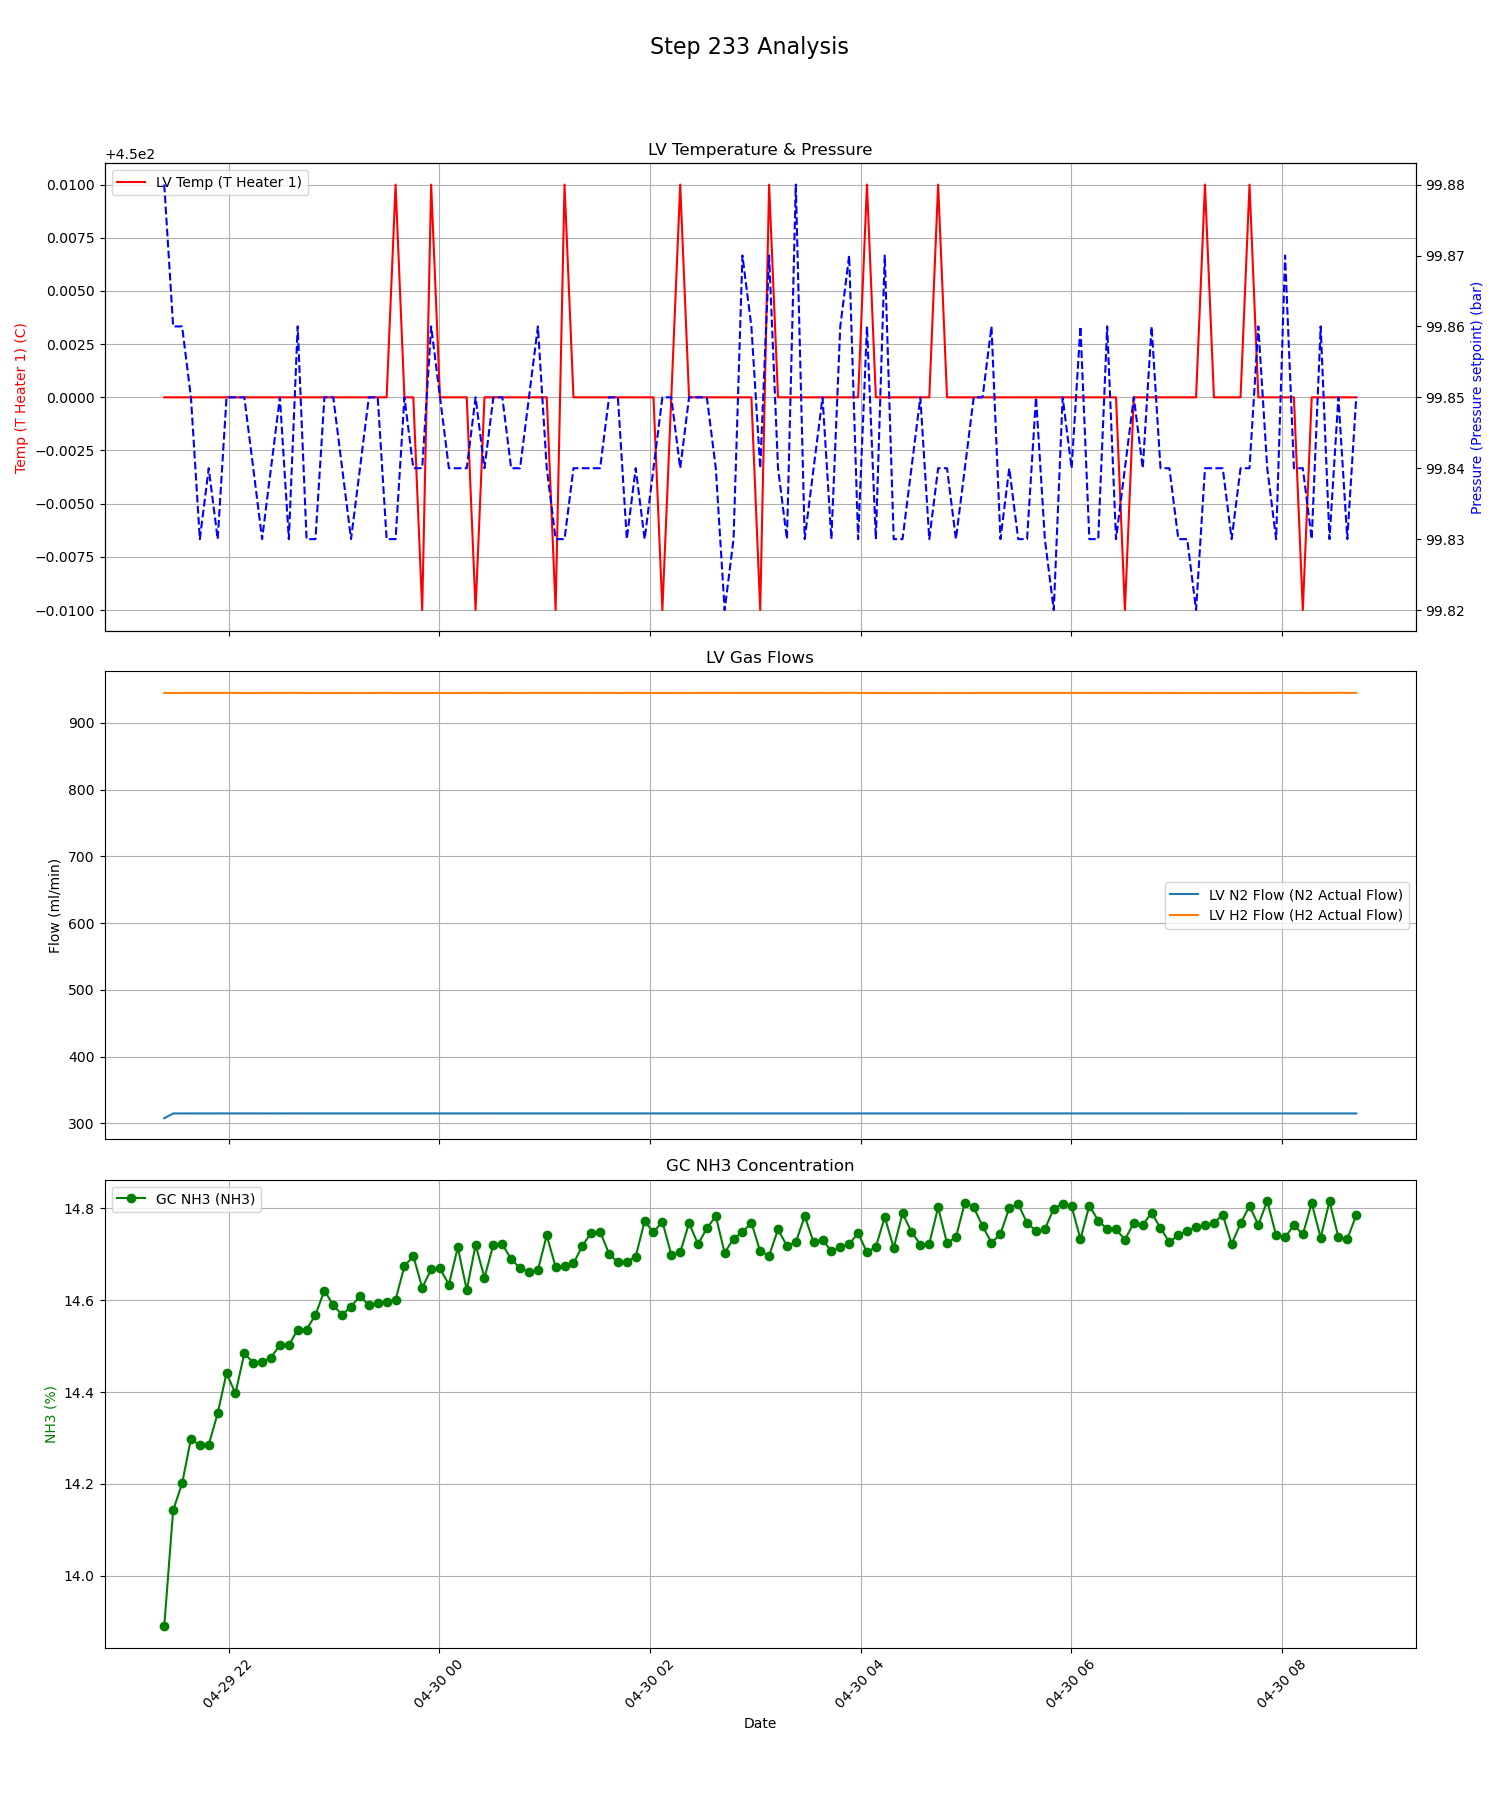 Step 233 Analysis
LV Temperature & Pressure
+4.5e2
LV Temp (T Heater 1)
0.0100
0.0075
0.0050
0.0025
0.0000
−0.0025
−0.0050
−0.0075
−0.0100
Temp (T Heater 1) (C)
99.88
99.87
99.86
99.85
99.84
99.83
99.82
Pressure (Pressure setpoint) (bar)
LV Gas Flows
900
800
700
600
500
400
300
Flow (ml/min)
LV N2 Flow (N2 Actual Flow)
LV H2 Flow (H2 Actual Flow)
GC NH3 Concentration
GC NH3 (NH3)
14.8
14.6
14.4
14.2
14.0
NH3 (%)
04-29 22
04-30 00
04-30 02
04-30 04
04-30 06
04-30 08
Date